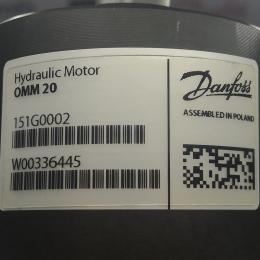 Hydraulic Motor
OMM 20
151G0002
W00336445
Danfoss
ASSEMBLED IN POLAND